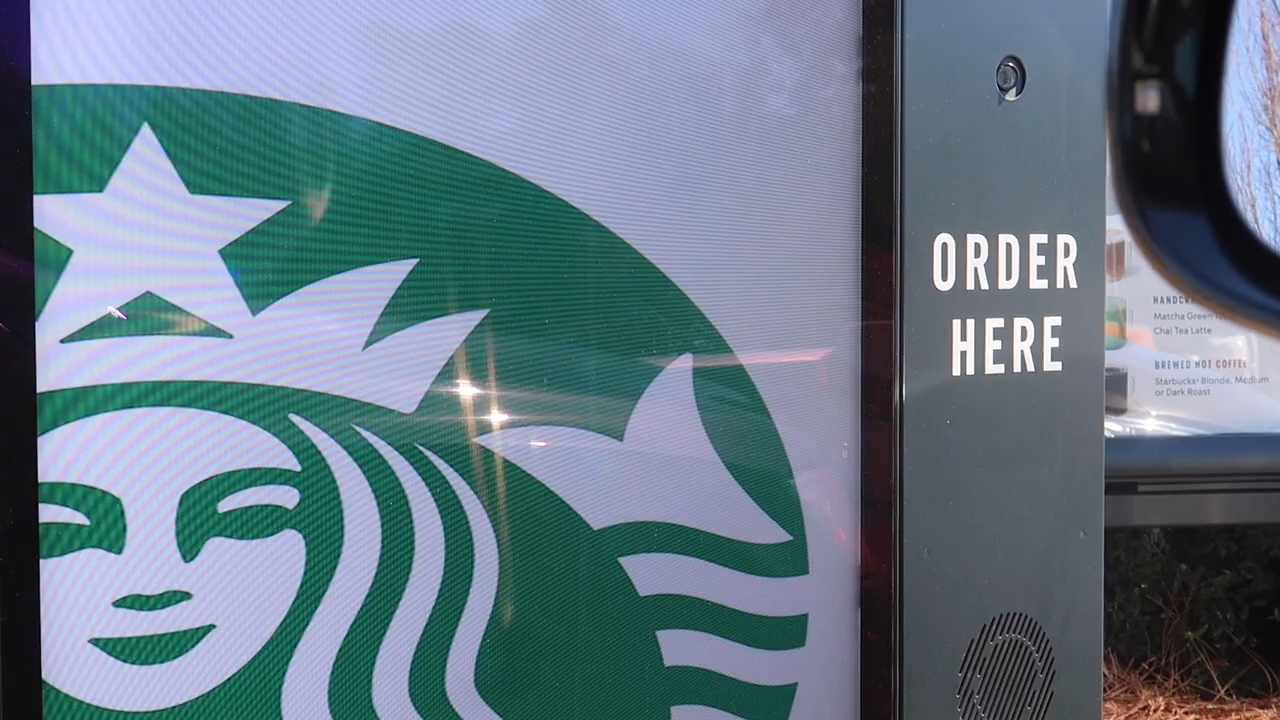 ORDER
HERE
Matcha Green
Chai Tea Latte
BREWED HOT COFFEE
Starbucks® Blonde, Medium
or Dark Roast